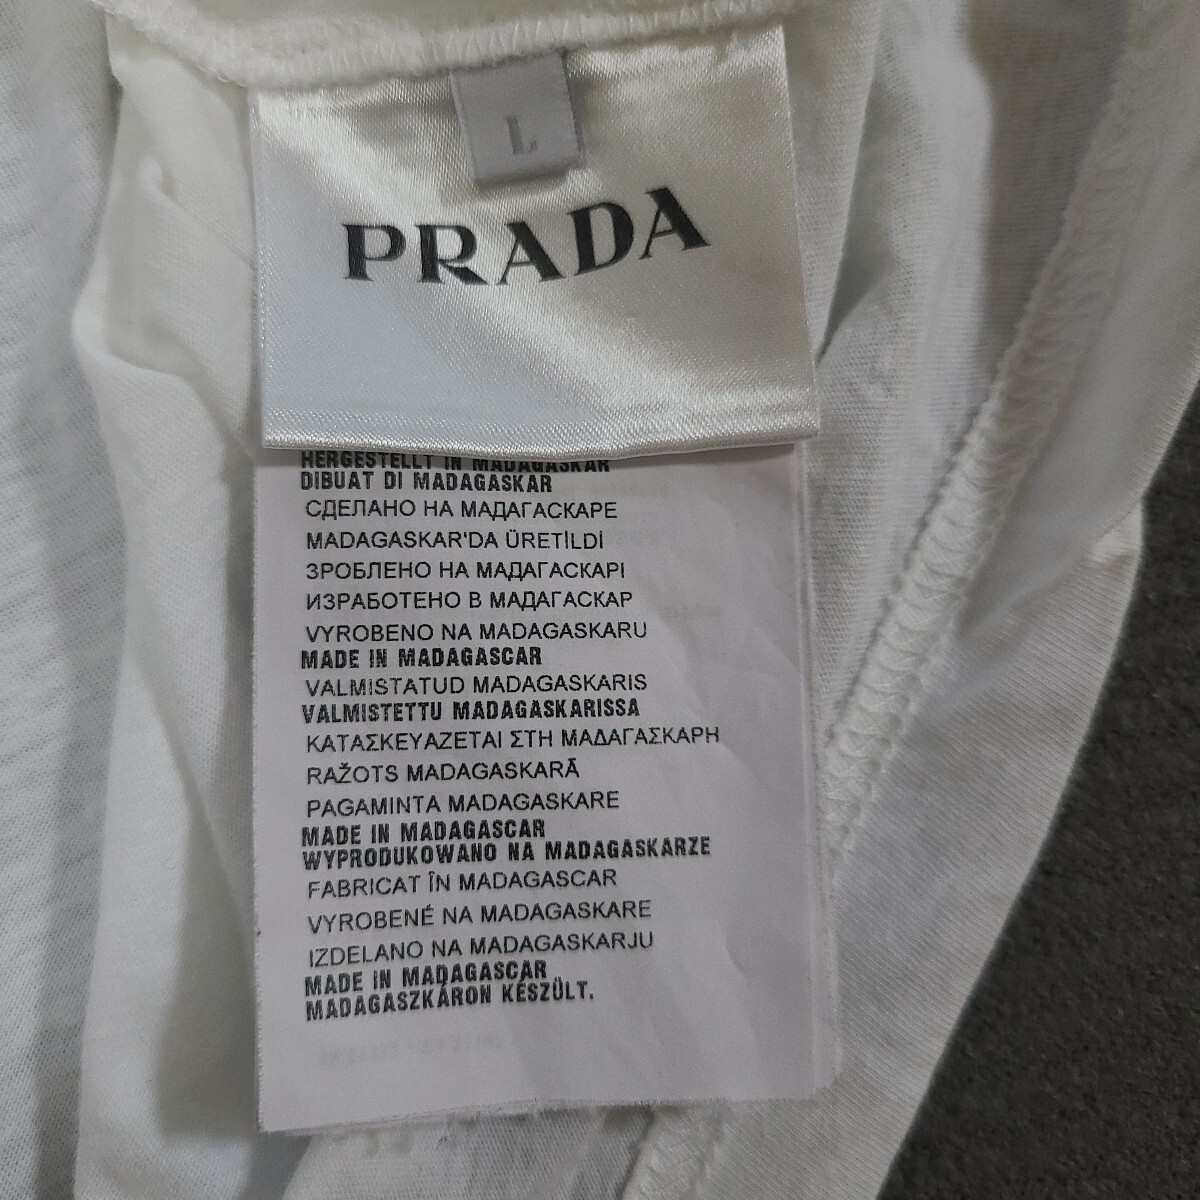 L
PRADA
HERGESTELLT IN MADAGASKAR
DIBUAT DI MADAGASKAR
СДЕЛАНО НА МАДАГАСКАРЕ
MADAGASKAR'DA ÜRETİLDİ
ЗРОБЛЕНО НА МАДАГАСКАРІ
ИЗРАБОТЕНО В МАДАГАСКАР
VYROBENO NA MADAGASKARU
MADE IN MADAGASCAR
VALMISTATUD MADAGASKARIS
VALMISTETTU MADAGASKARISSA
ΚΑΤΑΣΚΕΥΑΖΕΤΑΙ ΣΤΗ ΜΑΔΑΓΑΣΚΑΡΗ
RAŽOTS MADAGASKARĀ
PAGAMINTA MADAGASKARE
MADE IN MADAGASCAR
WYPRODUKOWANO NA MADAGASKARZE
FABRICAT ÎN MADAGASCAR
VYROBENÉ NA MADAGASKARE
IZDELANO NA MADAGASKARJU
MADE IN MADAGASCAR
MADAGASZKÁRON KÉSZÜLT.